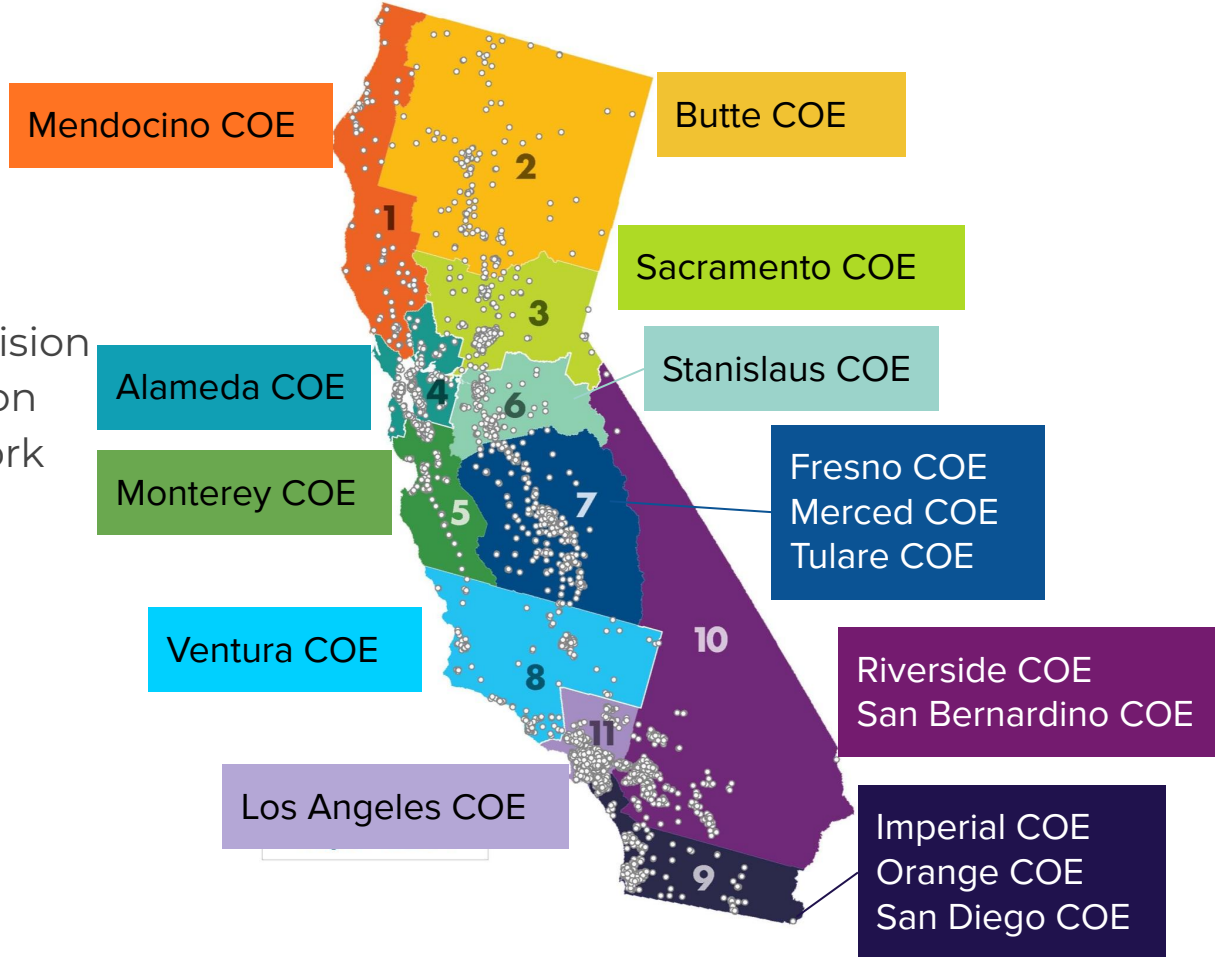 Mendocino COE
Butte COE
2
1
Sacramento COE
3
Stanislaus COE
Alameda COE
4
6
Fresno COE
Merced COE
Tulare COE
Monterey COE
5
7
Ventura COE
10
8
Riverside COE
San Bernardino COE
11
Los Angeles COE
Imperial COE
Orange COE
San Diego COE
9